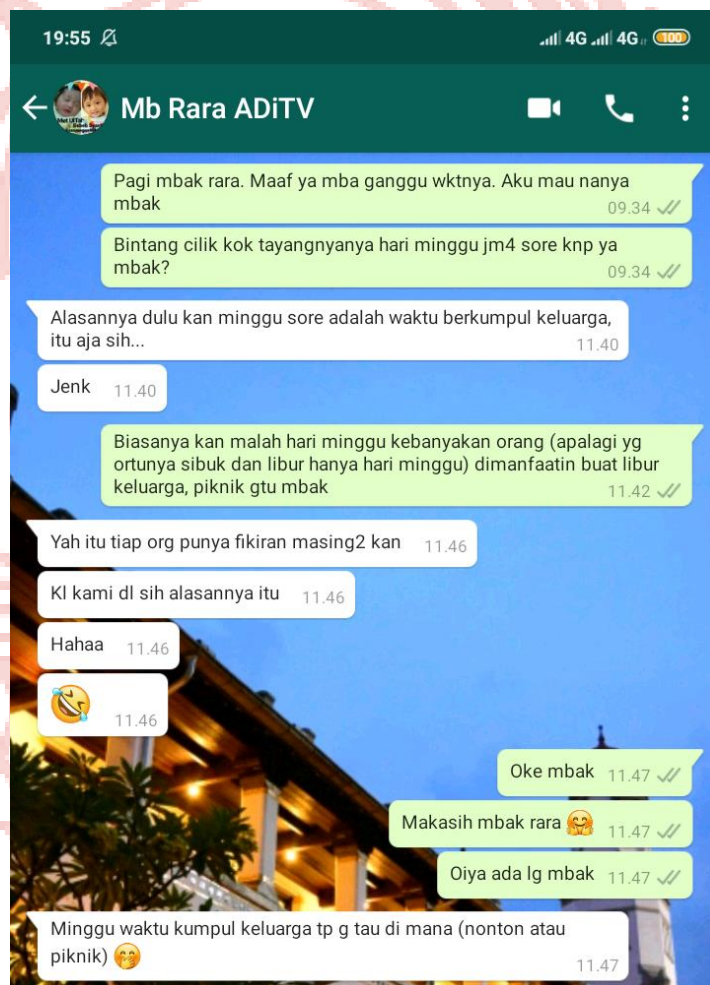 19:55
4G 4G 100
Mb Rara ADiTV
Pagi mbak rara. Maaf ya mba ganggu wktnya. Aku mau nanya
mbak
09.34
Bintang cilik kok tayangnyanya hari minggu jm4 sore knp ya
mbak?
09.34
Alasannya dulu kan minggu sore adalah waktu berkumpul keluarga,
itu aja sih...
11.40
Jenk 11.40
Biasanya kan malah hari minggu kebanyakan orang (apalagi yg
ortunya sibuk dan libur hanya hari minggu) dimanfaatin buat libur
keluarga, piknik gtu mbak
11.42
Yah itu tiap org punya fikiran masing2 kan 11.46
Kl kami dl sih alasannya itu 11.46
Hahaa 11.46
🤣 11.46
Oke mbak 11.47
Makasih mbak rara 🤗 11.47
Oiya ada lg mbak 11.47
Minggu waktu kumpul keluarga tp g tau di mana (nonton atau
piknik) 🤭
11.47